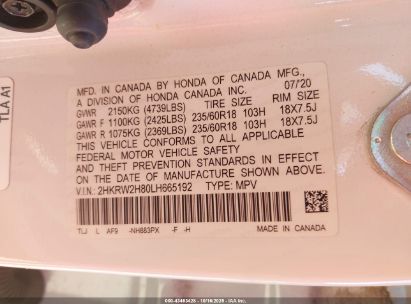 TLA A1
MFD. IN CANADA BY HONDA OF CANADA MFG.,
A DIVISION OF HONDA CANADA INC. 07/20
GVWR 2150KG (4739LBS) TIRE SIZE RIM SIZE
GAWR F 1100KG (2425LBS) 235/60R18 103H 18X7.5J
GAWR R 1075KG (2369LBS) 235/60R18 103H 18X7.5J
THIS VEHICLE CONFORMS TO ALL APPLICABLE
FEDERAL MOTOR VEHICLE SAFETY
AND THEFT PREVENTION STANDARDS IN EFFECT
ON THE DATE OF MANUFACTURE SHOWN ABOVE.
V.I.N.: 2HKRW2H80LH665192 TYPE: MPV
TLJ L AF9 -NH883PX -F -H MADE IN CANADA